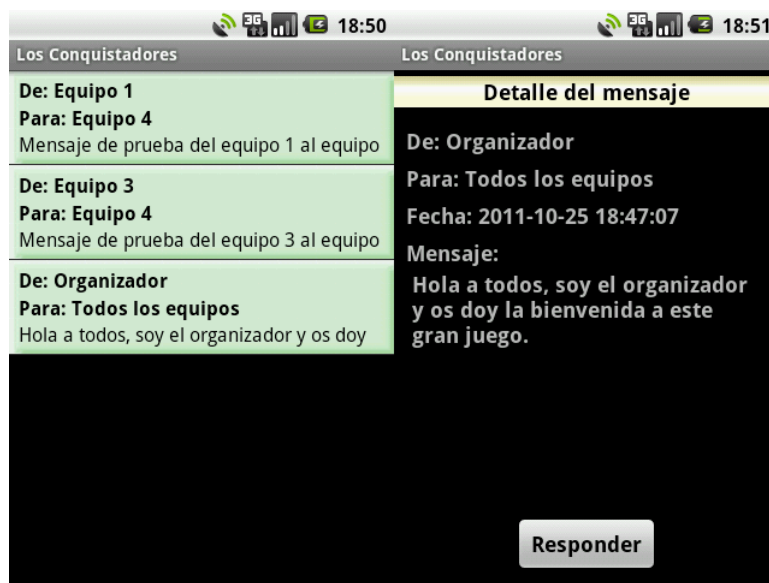 3G 18:50
Los Conquistadores
De: Equipo 1
Para: Equipo 4
Mensaje de prueba del equipo 1 al equipo
De: Equipo 3
Para: Equipo 4
Mensaje de prueba del equipo 3 al equipo
De: Organizador
Para: Todos los equipos
Hola a todos, soy el organizador y os doy
3G 18:51
Los Conquistadores
Detalle del mensaje
De: Organizador
Para: Todos los equipos
Fecha: 2011-10-25 18:47:07
Mensaje:
Hola a todos, soy el organizador
y os doy la bienvenida a este
gran juego.
Responder